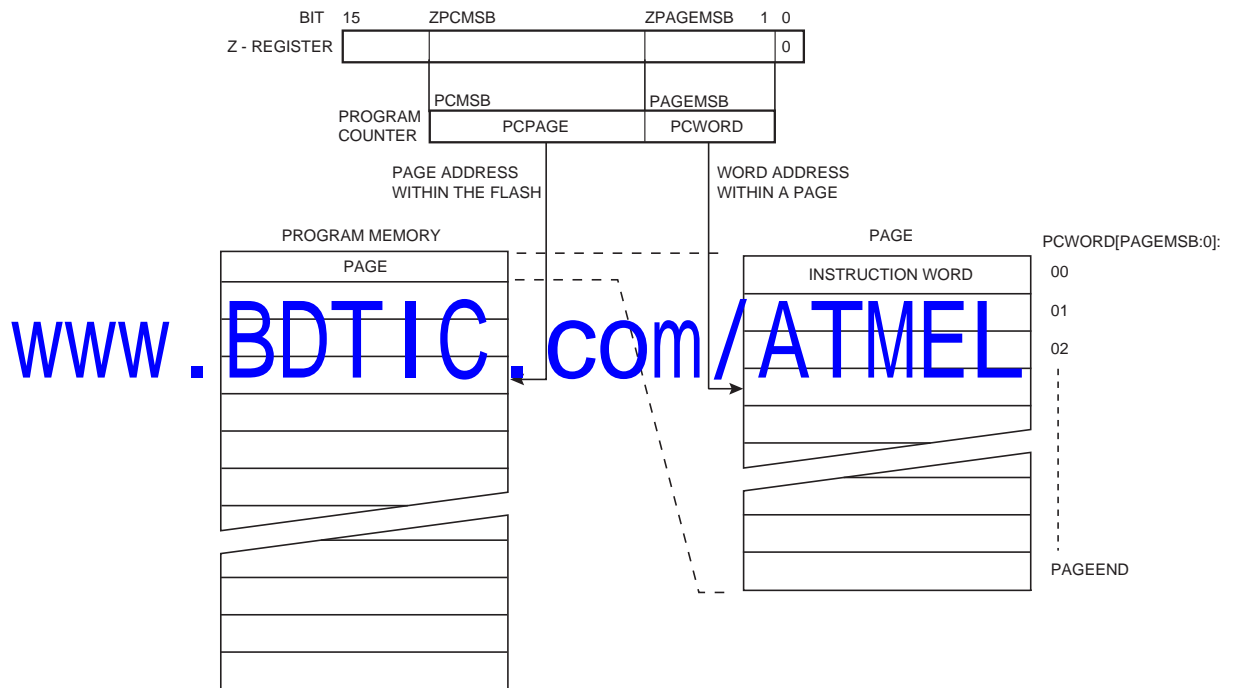 BIT 15 ZPCMSB ZPAGEMSB 1 0
Z - REGISTER 0
PCMSB PAGEMSB
PROGRAM
COUNTER
PCPAGE PCWORD
PAGE ADDRESS
WITHIN THE FLASH
WORD ADDRESS
WITHIN A PAGE
PROGRAM MEMORY
PAGE
PAGE
PCWORD[PAGEMSB:0]:
INSTRUCTION WORD 00
01
02
www.BDTIC.com/ATMEL
PAGEEND